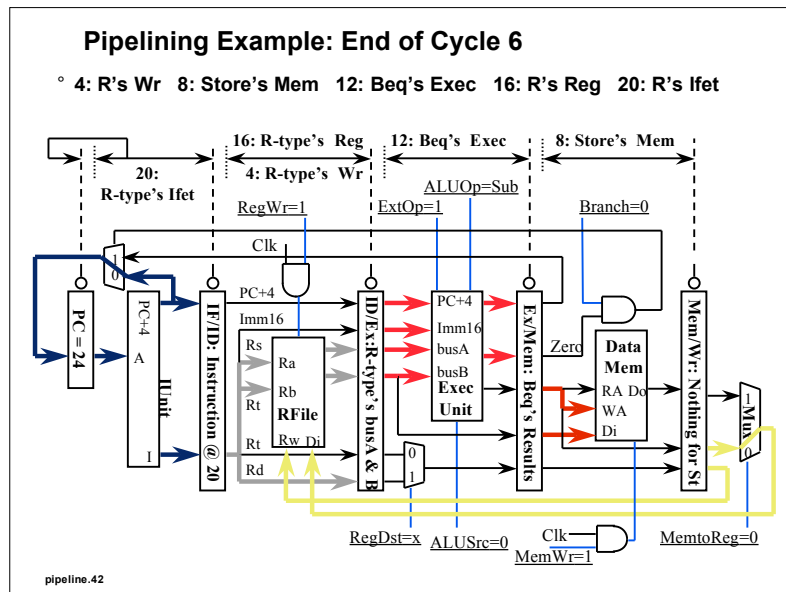 Pipelining Example: End of Cycle 6
° 4: R's Wr 8: Store's Mem 12: Beq's Exec 16: R's Reg 20: R's Ifet
16: R-type's Reg
12: Beq's Exec
8: Store's Mem
20:
R-type's Ifet
4: R-type's Wr
ALUOp=Sub
RegWr=1
ExtOp=1
Branch=0
Clk
1
0
PC = 24
PC+4
A
I
IUnit
IF/ID: Instruction @ 20
PC+4
Imm16
Rs
Rt
Rt
Rd
Ra
Rb
RFile
Rw Di
ID/Ex:R-type's busA & B
0
1
PC+4
Imm16
busA
busB
Exec
Unit
Ex/Mem: Beq's Results
Zero
Data
Mem
RA Do
WA
Di
Mem/Wr: Nothing for St
1
Mux
0
RegDst=x
ALUSrc=0
Clk
MemWr=1
MemtoReg=0
pipeline.42